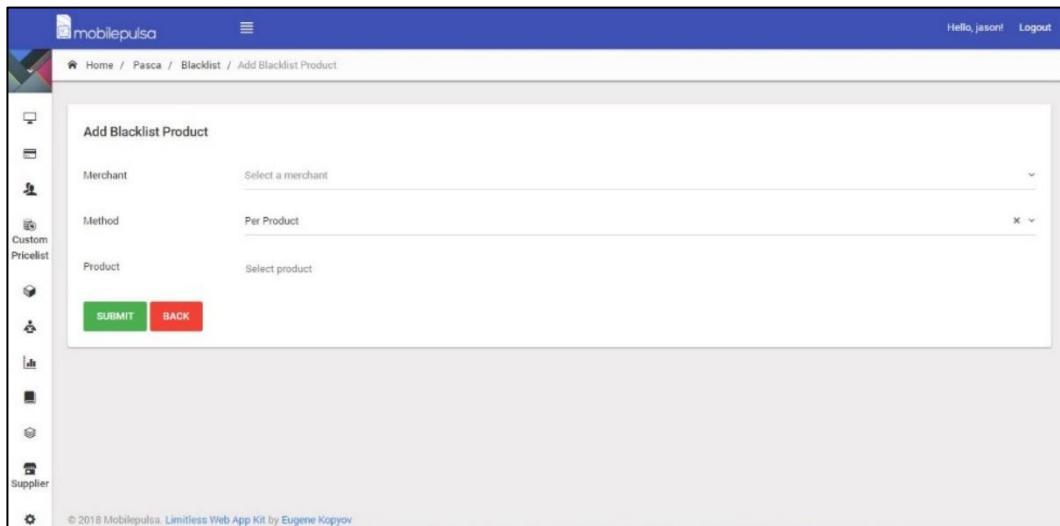 mobilepulsa
Hello, jason! Logout
Home / Pasca / Blacklist / Add Blacklist Product
Add Blacklist Product
Merchant Select a merchant
Method Per Product
Product Select product
SUBMIT BACK
Custom
Pricelist
Supplier
© 2018 Mobilepulsa. Limitless Web App Kit by Eugene Kopyov